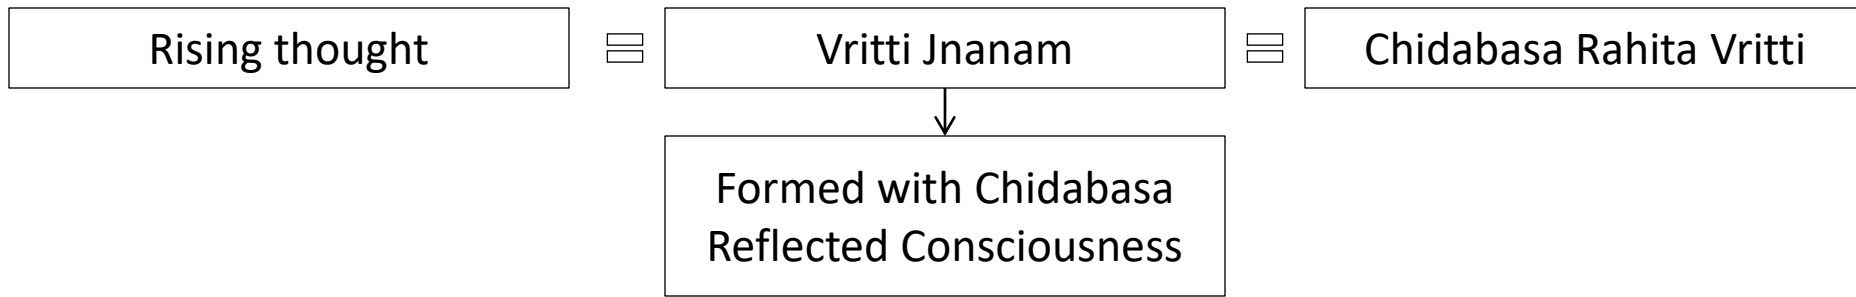 Rising thought = Vritti Jnanam = Chidabasa Rahita Vritti
Formed with Chidabasa
Reflected Consciousness